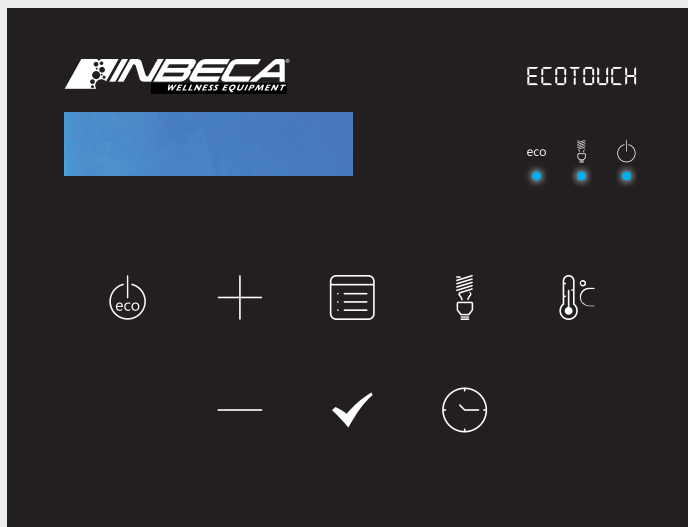 INBECA®
WELLNESS EQUIPMENT
ECOTOUCH
eco
eco
°C